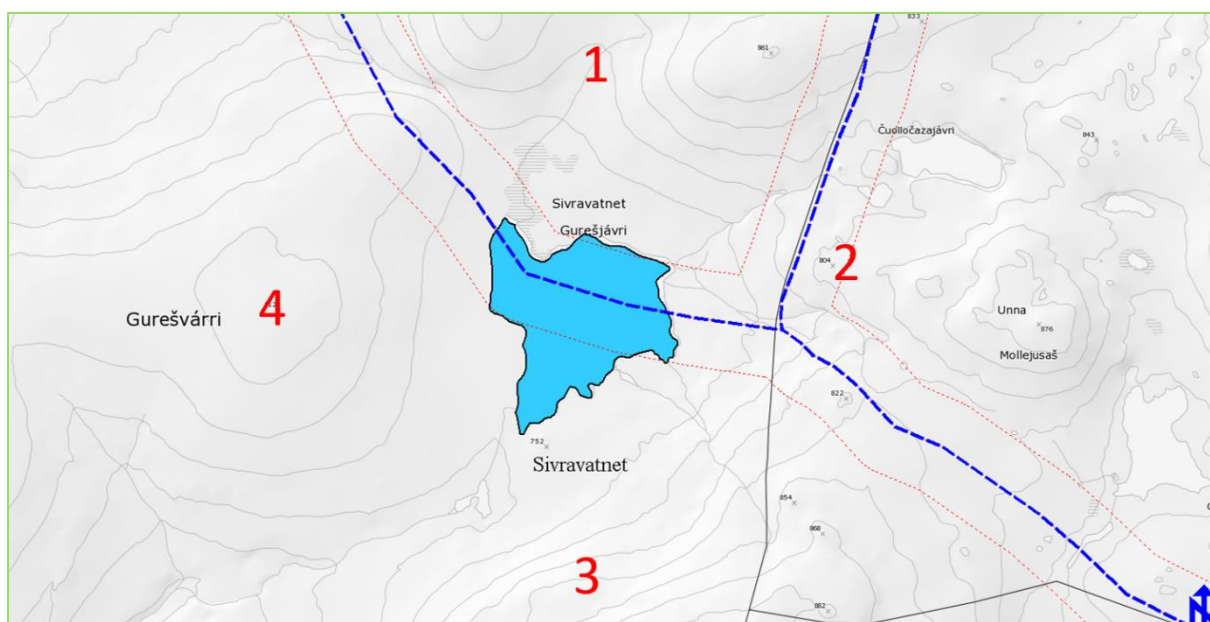 833
861
1
Čuolločazajávri
843
Sivravatnet
Gurešjávri
804
2
Gurešvárri
4
Unna
876
Mollejusaš
822
752
Sivravatnet
854
868
3
882
N